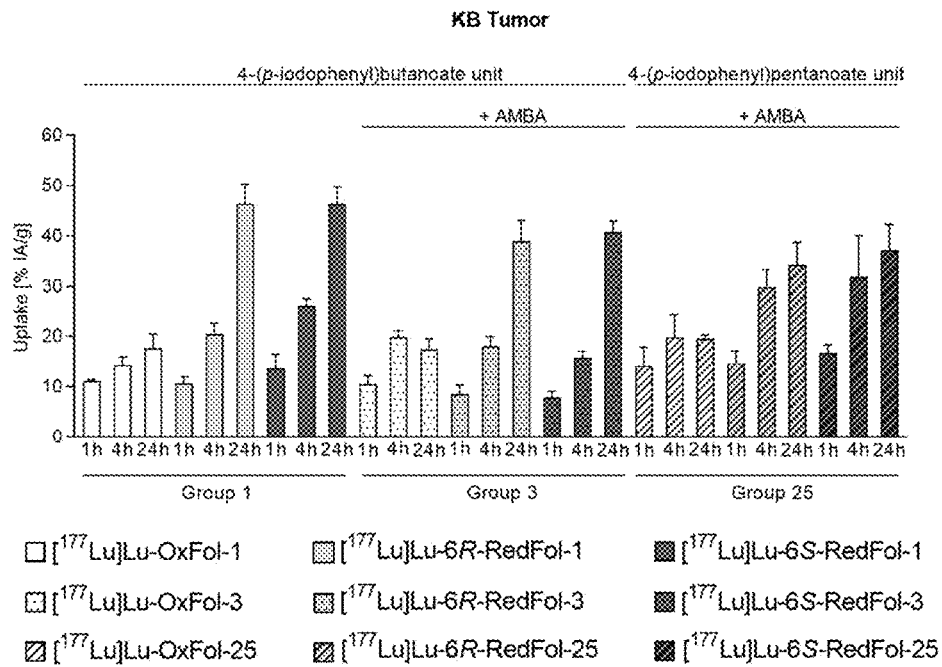 KB Tumor
4-(p-iodophenyl)butanoate unit 4-(p-iodophenyl)pentanoate unit
+ AMBA + AMBA
Uptake [% IA/g]
60
50
40
30
20
10
0
1h 4h 24h 1h 4h 24h 1h 4h 24h 1h 4h 24h 1h 4h 24h 1h 4h 24h 1h 4h 24h 1h 4h 24h 1h 4h 24h
Group 1 Group 3 Group 25
[¹⁷⁷Lu]Lu-OxFol-1 [¹⁷⁷Lu]Lu-6R-RedFol-1 [¹⁷⁷Lu]Lu-6S-RedFol-1
[¹⁷⁷Lu]Lu-OxFol-3 [¹⁷⁷Lu]Lu-6R-RedFol-3 [¹⁷⁷Lu]Lu-6S-RedFol-3
[¹⁷⁷Lu]Lu-OxFol-25 [¹⁷⁷Lu]Lu-6R-RedFol-25 [¹⁷⁷Lu]Lu-6S-RedFol-25